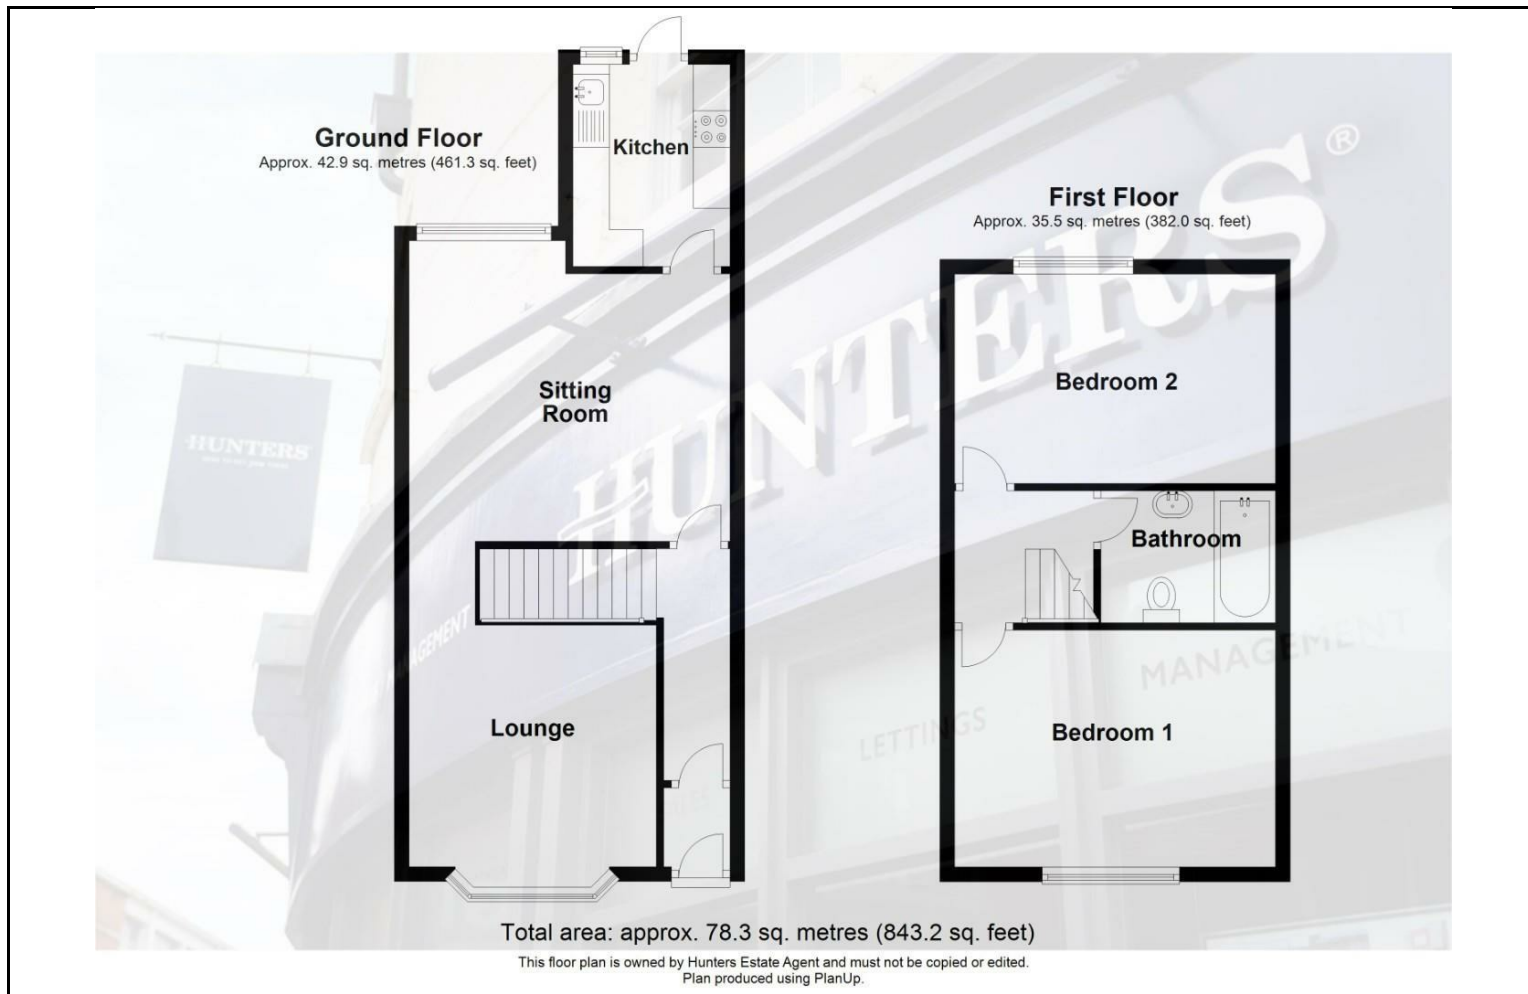 Ground Floor
Approx. 42.9 sq. metres (461.3 sq. feet)
Kitchen
First Floor
Approx. 35.5 sq. metres (382.0 sq. feet)
Sitting
Room
Bedroom 2
Bathroom
Lounge
Bedroom 1
HUNTERS®
HUNTERS
MANAGEMENT
LETTINGS
MANAGEMENT
Total area: approx. 78.3 sq. metres (843.2 sq. feet)
This floor plan is owned by Hunters Estate Agent and must not be copied or edited.
Plan produced using PlanUp.